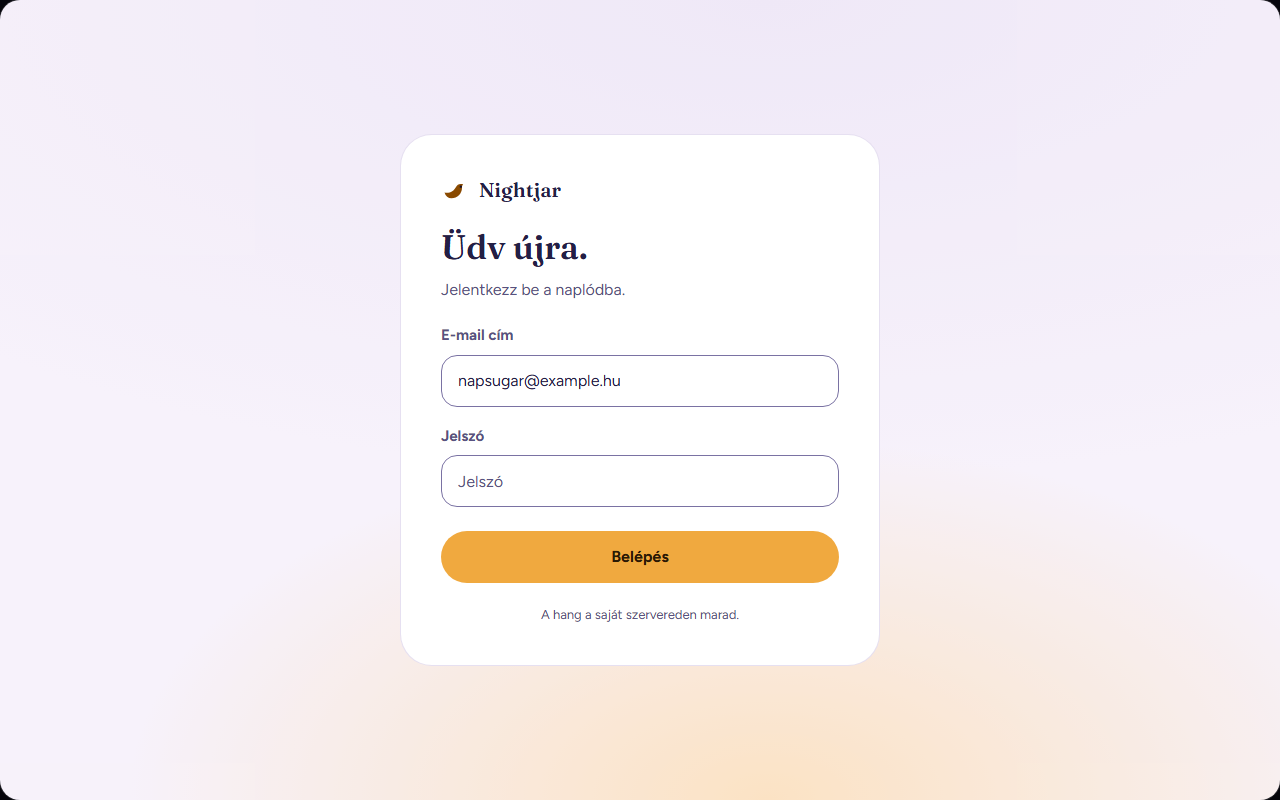 Nightjar
Üdv újra.
Jelentkezz be a naplódba.
E-mail cím
napsugar@example.hu
Jelszó
Jelszó
Belépés
A hang a saját szervereden marad.